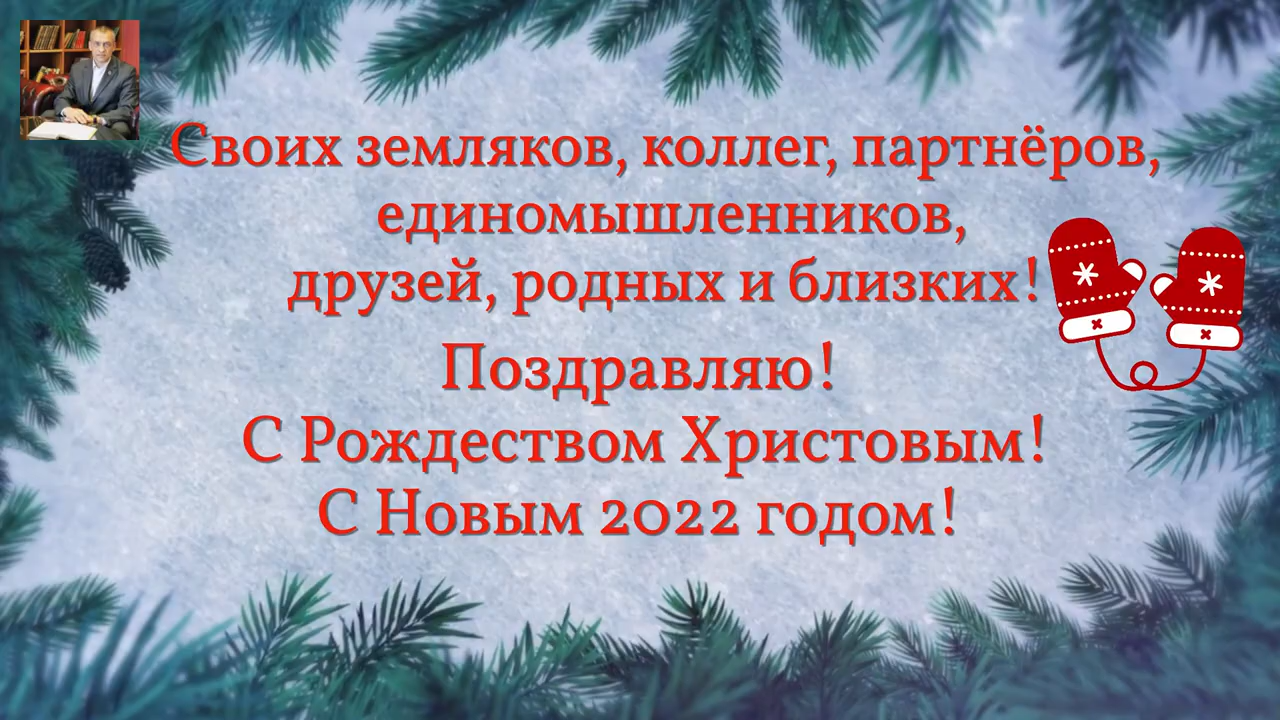 Своих земляков, коллег, партнёров,
единомышленников,
друзей, родных и близких!
Поздравляю!
С Рождеством Христовым!
С Новым 2022 годом!